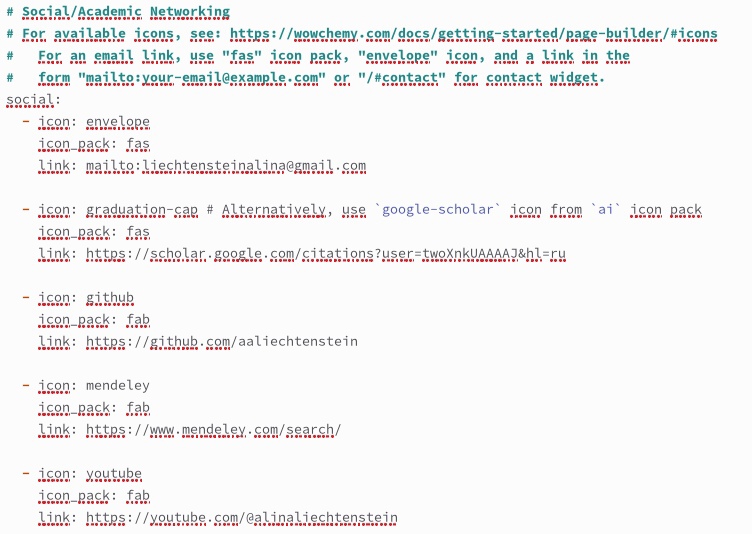 # Social/Academic Networking
# For available icons, see: https://wowchemy.com/docs/getting-started/page-builder/#icons
#   For an email link, use "fas" icon pack, "envelope" icon, and a link in the
#   form "mailto:your-email@example.com" or "/#contact" for contact widget.
social:
  - icon: envelope
    icon_pack: fas
    link: mailto:liechtensteinalina@gmail.com

  - icon: graduation-cap # Alternatively, use `google-scholar` icon from `ai` icon pack
    icon_pack: fas
    link: https://scholar.google.com/citations?user=twoXnkUAAAAJ&hl=ru

  - icon: github
    icon_pack: fab
    link: https://github.com/aaliechtenstein

  - icon: mendeley
    icon_pack: fab
    link: https://www.mendeley.com/search/

  - icon: youtube
    icon_pack: fab
    link: https://youtube.com/@alinaliechtenstein